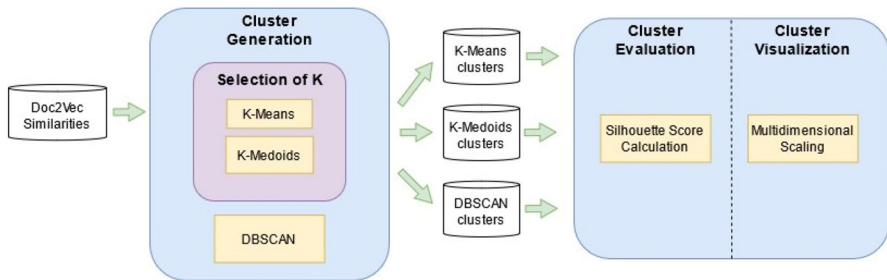 Doc2Vec
Similarities
Cluster
Generation
Selection of K
K-Means
K-Medoids
DBSCAN
K-Means
clusters
K-Medoids
clusters
DBSCAN
clusters
Cluster
Evaluation
Silhouette Score
Calculation
Cluster
Visualization
Multidimensional
Scaling